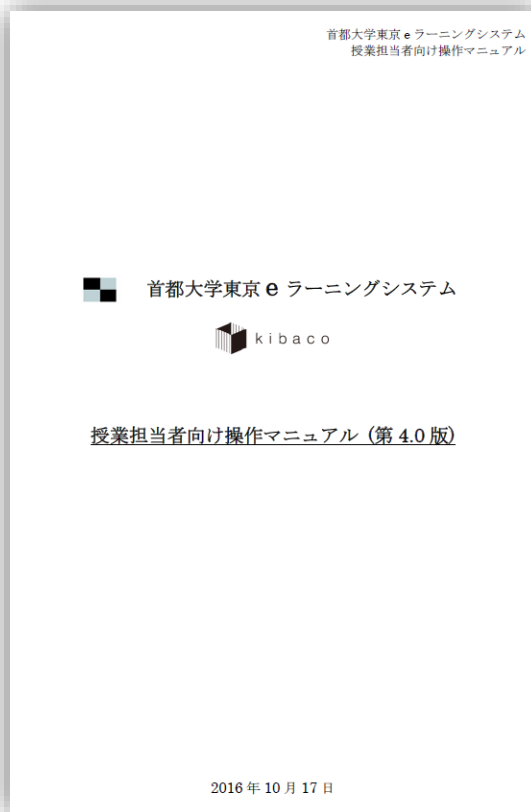 首都大学東京 e ラーニングシステム
授業担当者向け操作マニュアル
首都大学東京 e ラーニングシステム
kibaco
授業担当者向け操作マニュアル (第 4.0 版)
2016 年 10 月 17 日